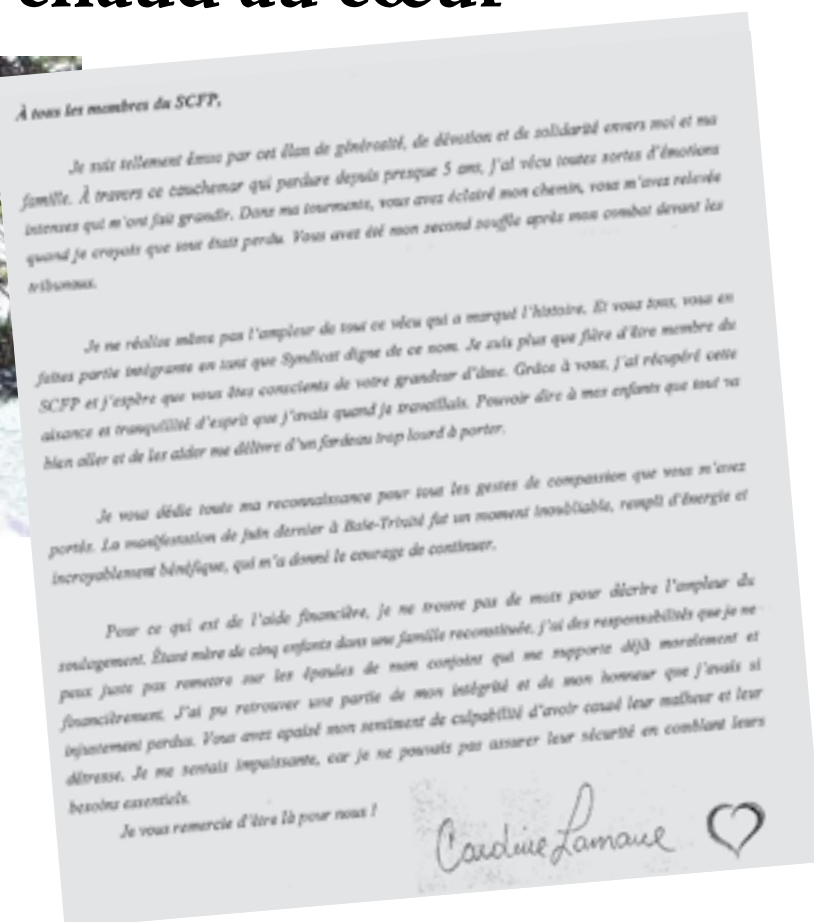 chaud au cœur
À tous les membres du SCFP,
Je suis tellement émue par cet élan de générosité, de dévotion et de solidarité envers moi et ma
famille. À travers ce cauchemar qui perdure depuis presque 5 ans, j'ai vécu toutes sortes d'émotions
intenses qui m'ont fait grandir. Dans ma tourmente, vous avez éclairé mon chemin, vous m'avez relevée
quand je croyais que tout était perdu. Vous avez été mon second souffle après mon combat devant les
tribunaux.
Je ne réalise même pas l'ampleur de tout ce vécu qui a marqué l'histoire. Et vous tous, vous en
faites partie intégrante en tant que Syndicat digne de ce nom. Je suis plus que fière d'être membre du
SCFP et j'espère que vous êtes conscients de votre grandeur d'âme. Grâce à vous, j'ai récupéré cette
aisance et tranquillité d'esprit que j'avais quand je travaillais. Pouvoir dire à mes enfants que tout va
bien aller et de les aider me délivre d'un fardeau trop lourd à porter.
Je vous dédie toute ma reconnaissance pour tous les gestes de compassion que vous m'avez
portés. La manifestation de juin dernier à Baie-Trinité fut un moment inoubliable, rempli d'énergie et
incroyablement bénéfique, qui m'a donné le courage de continuer.
Pour ce qui est de l'aide financière, je ne trouve pas de mots pour décrire l'ampleur du
soulagement. Étant mère de cinq enfants dans une famille reconstituée, j'ai des responsabilités que je ne
peux juste pas remettre sur les épaules de mon conjoint qui me supporte déjà moralement et
financièrement. J'ai pu retrouver une partie de mon intégrité et de mon honneur que j'avais si
injustement perdus. Vous avez apaisé mon sentiment de culpabilité d'avoir causé leur malheur et leur
détresse. Je me sentais impuissante, car je ne pouvais pas assurer leur sécurité en comblant leurs
besoins essentiels.
Je vous remercie d'être là pour nous !